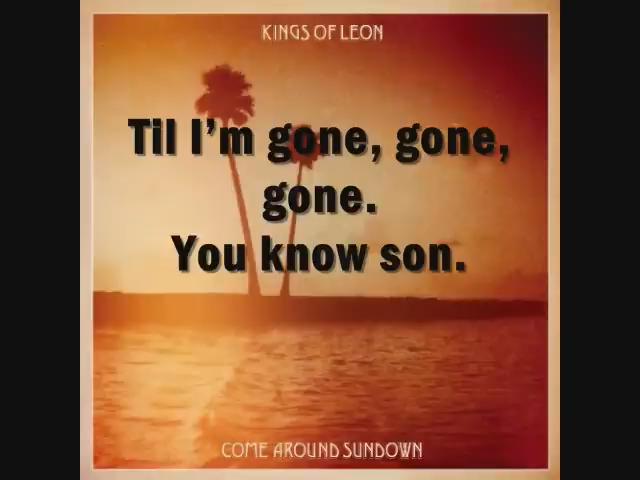 KINGS OF LEON
Til I'm gone, gone,
gone.
You know son.
COME AROUND SUNDOWN